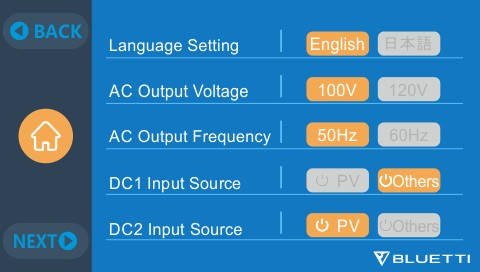 BACK
Language Setting English 日本語
AC Output Voltage 100V 120V
AC Output Frequency 50Hz 60Hz
DC1 Input Source PV Others
DC2 Input Source PV Others
NEXT
BLUETTI